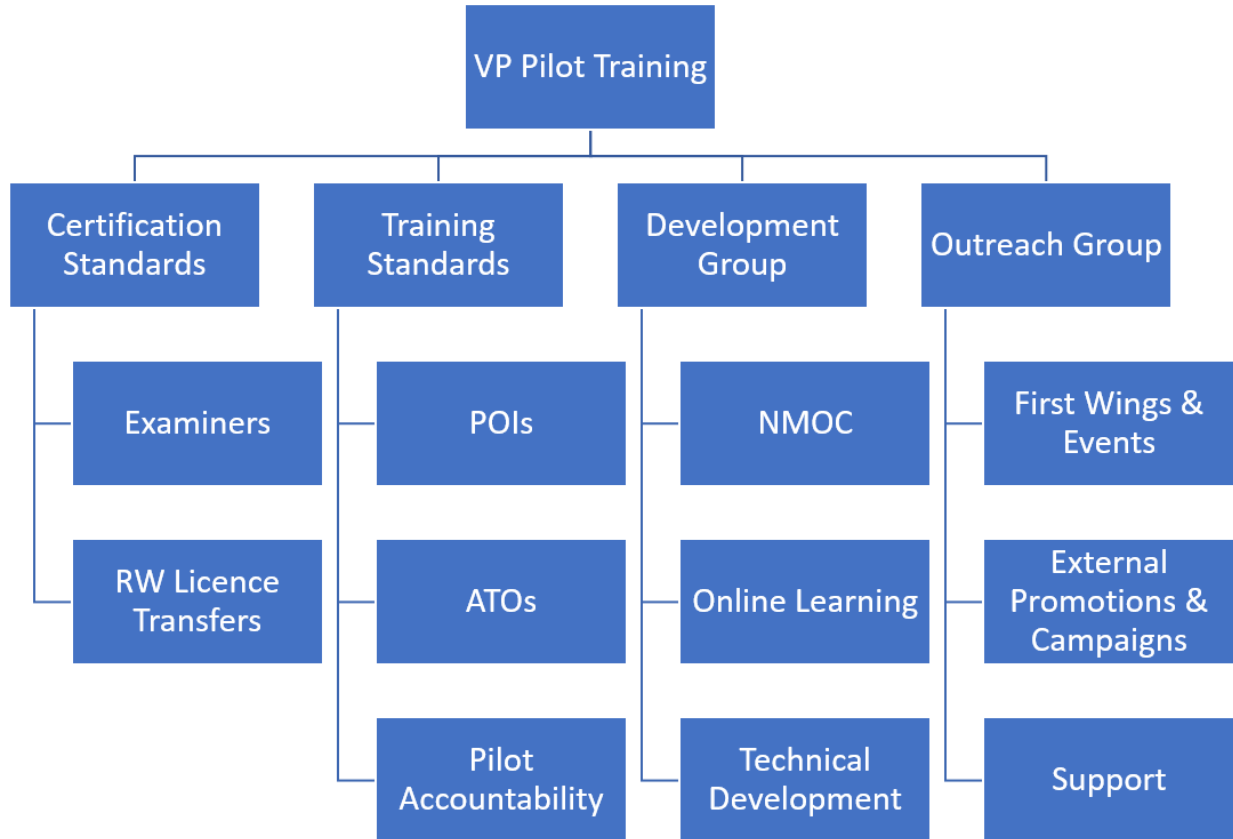 VP Pilot Training
Certification
Standards
Training
Standards
Development
Group
Outreach Group
Examiners
POIs
NMOC
First Wings &
Events
RW Licence
Transfers
ATOs
Online Learning
External
Promotions &
Campaigns
Pilot
Accountability
Technical
Development
Support